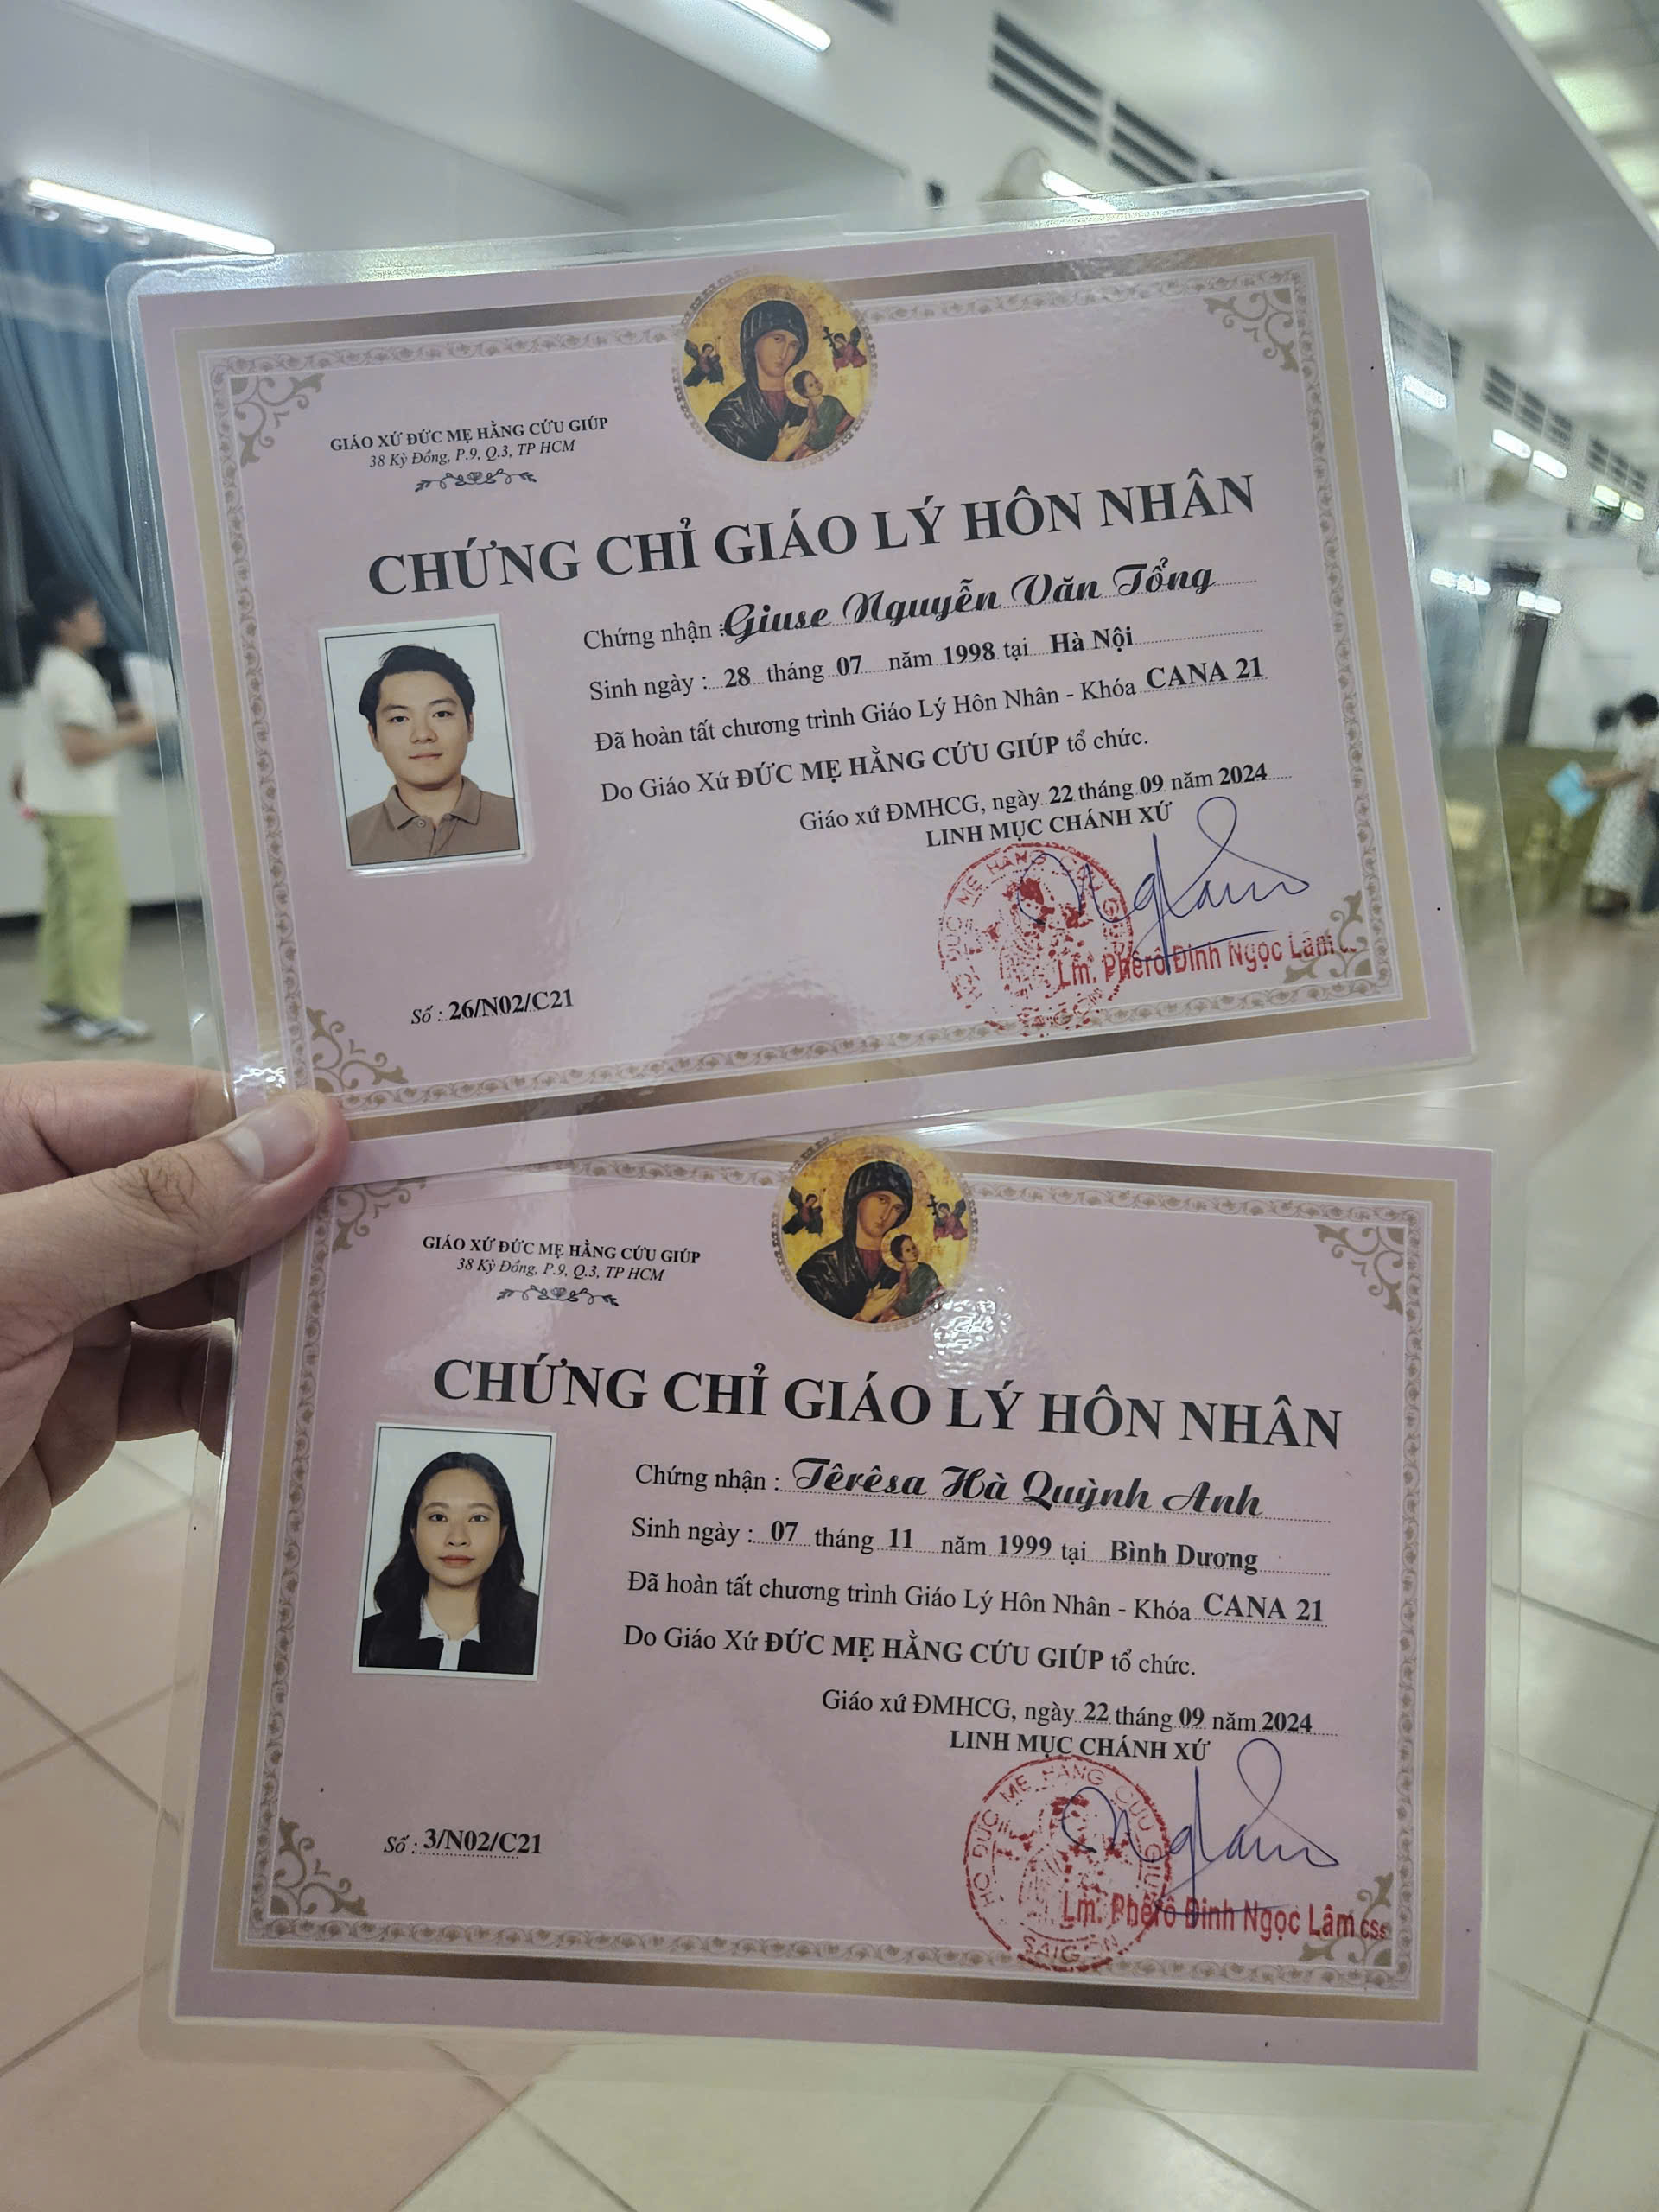 GIÁO XỨ ĐỨC MẸ HẰNG CỨU GIÚP
38 Kỳ Đồng, P.9, Q.3, TP HCM
CHỨNG CHỈ GIÁO LÝ HÔN NHÂN
Chứng nhận : Giuse Nguyễn Văn Tổng
Sinh ngày : 28 tháng 07 năm 1998 tại Hà Nội
Đã hoàn tất chương trình Giáo Lý Hôn Nhân - Khóa CANA 21
Do Giáo Xứ ĐỨC MẸ HẰNG CỨU GIÚP tổ chức.
Giáo xứ ĐMHCG, ngày 22 tháng 09 năm 2024
LINH MỤC CHÁNH XỨ
Lm. Phêrô Đinh Ngọc Lâm
Số : 26/N02/C21
GIÁO XỨ ĐỨC MẸ HẰNG CỨU GIÚP
38 Kỳ Đồng, P.9, Q.3, TP HCM
CHỨNG CHỈ GIÁO LÝ HÔN NHÂN
Chứng nhận : Têrêsa Hà Quỳnh Anh
Sinh ngày : 07 tháng 11 năm 1999 tại Bình Dương
Đã hoàn tất chương trình Giáo Lý Hôn Nhân - Khóa CANA 21
Do Giáo Xứ ĐỨC MẸ HẰNG CỨU GIÚP tổ chức.
Giáo xứ ĐMHCG, ngày 22 tháng 09 năm 2024
LINH MỤC CHÁNH XỨ
ĐỨC MẸ HẰNG CỨU GIÚP
SAIGON
Lm. Phêrô Đinh Ngọc Lâm
Số : 3/N02/C21